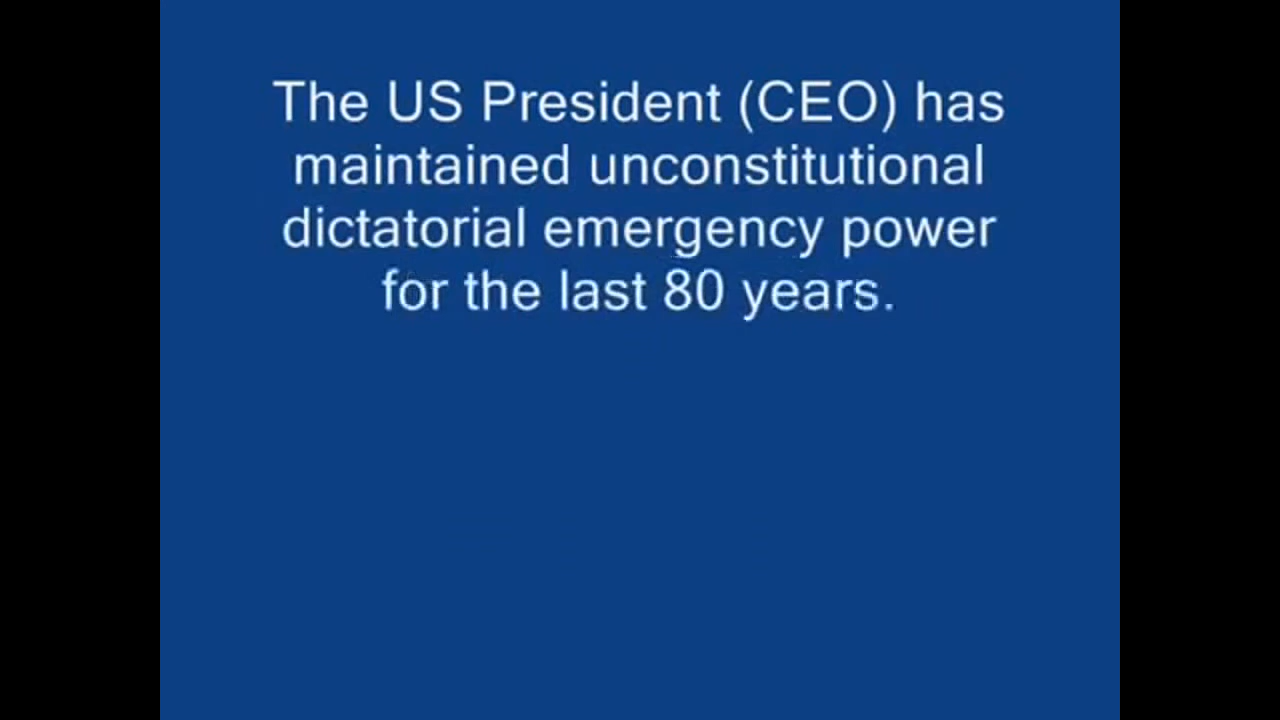 The US President (CEO) has
maintained unconstitutional
dictatorial emergency power
for the last 80 years.